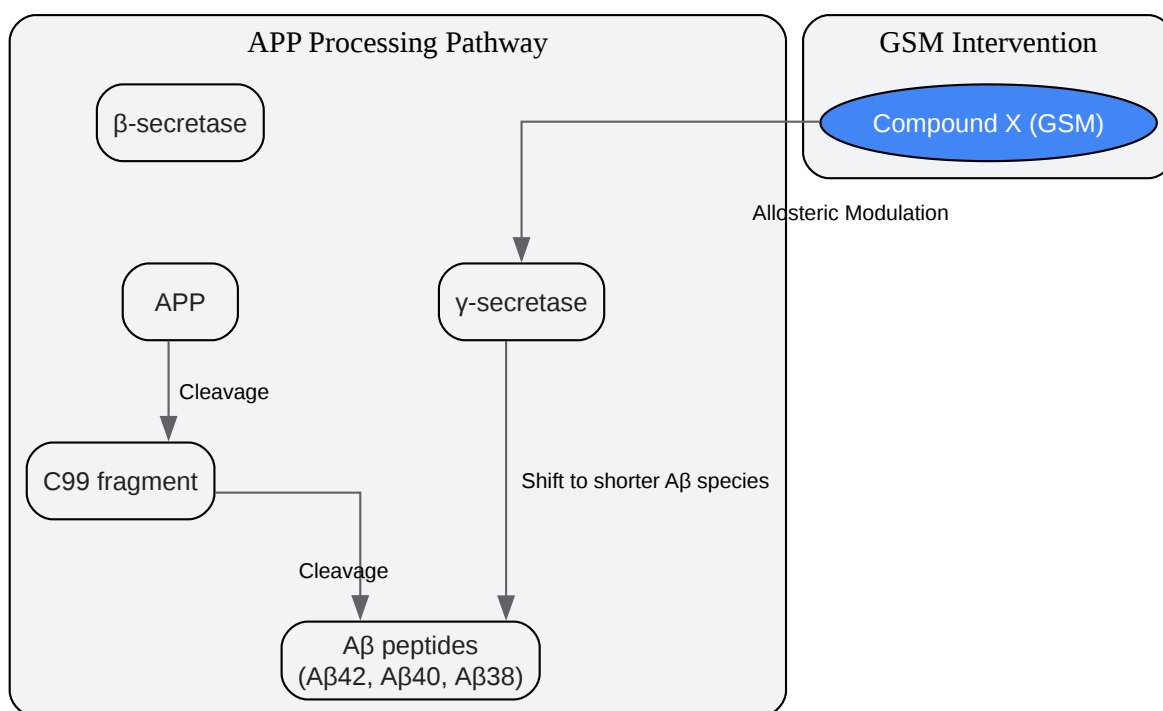 APP Processing Pathway
GSM Intervention
β-secretase
Compound X (GSM)
Allosteric Modulation
APP
γ-secretase
Cleavage
C99 fragment
Shift to shorter Aβ species
Cleavage
Aβ peptides
(Aβ42, Aβ40, Aβ38)